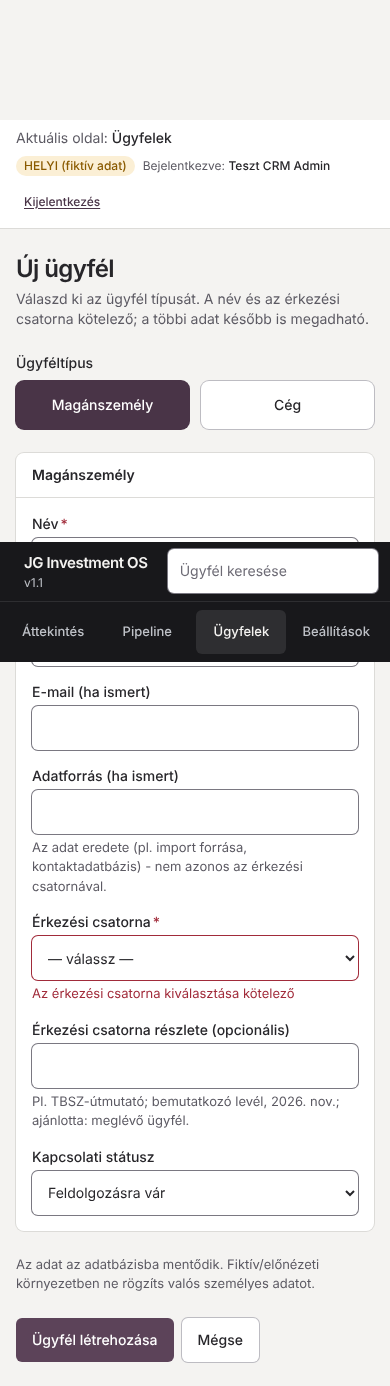 Aktuális oldal: Ügyfelek
HELYI (fiktív adat) Bejelentkezve: Teszt CRM Admin
Kijelentkezés
Új ügyfél
Válaszd ki az ügyfél típusát. A név és az érkezési
csatorna kötelező; a többi adat később is megadható.
Ügyféltípus
Magánszemély Cég
Magánszemély
Név *
JG Investment OS
v1.1
Ügyfél keresése
Áttekintés Pipeline Ügyfelek Beállítások
E-mail (ha ismert)
Adatforrás (ha ismert)
Az adat eredete (pl. import forrása,
kontaktadatbázis) - nem azonos az érkezési
csatornával.
Érkezési csatorna *
— válassz —
Az érkezési csatorna kiválasztása kötelező
Érkezési csatorna részlete (opcionális)
Pl. TBSZ-útmutató; bemutatkozó levél, 2026. nov.;
ajánlotta: meglévő ügyfél.
Kapcsolati státusz
Feldolgozásra vár
Az adat az adatbázisba mentődik. Fiktív/előnézeti
környezetben ne rögzíts valós személyes adatot.
Ügyfél létrehozása Mégse